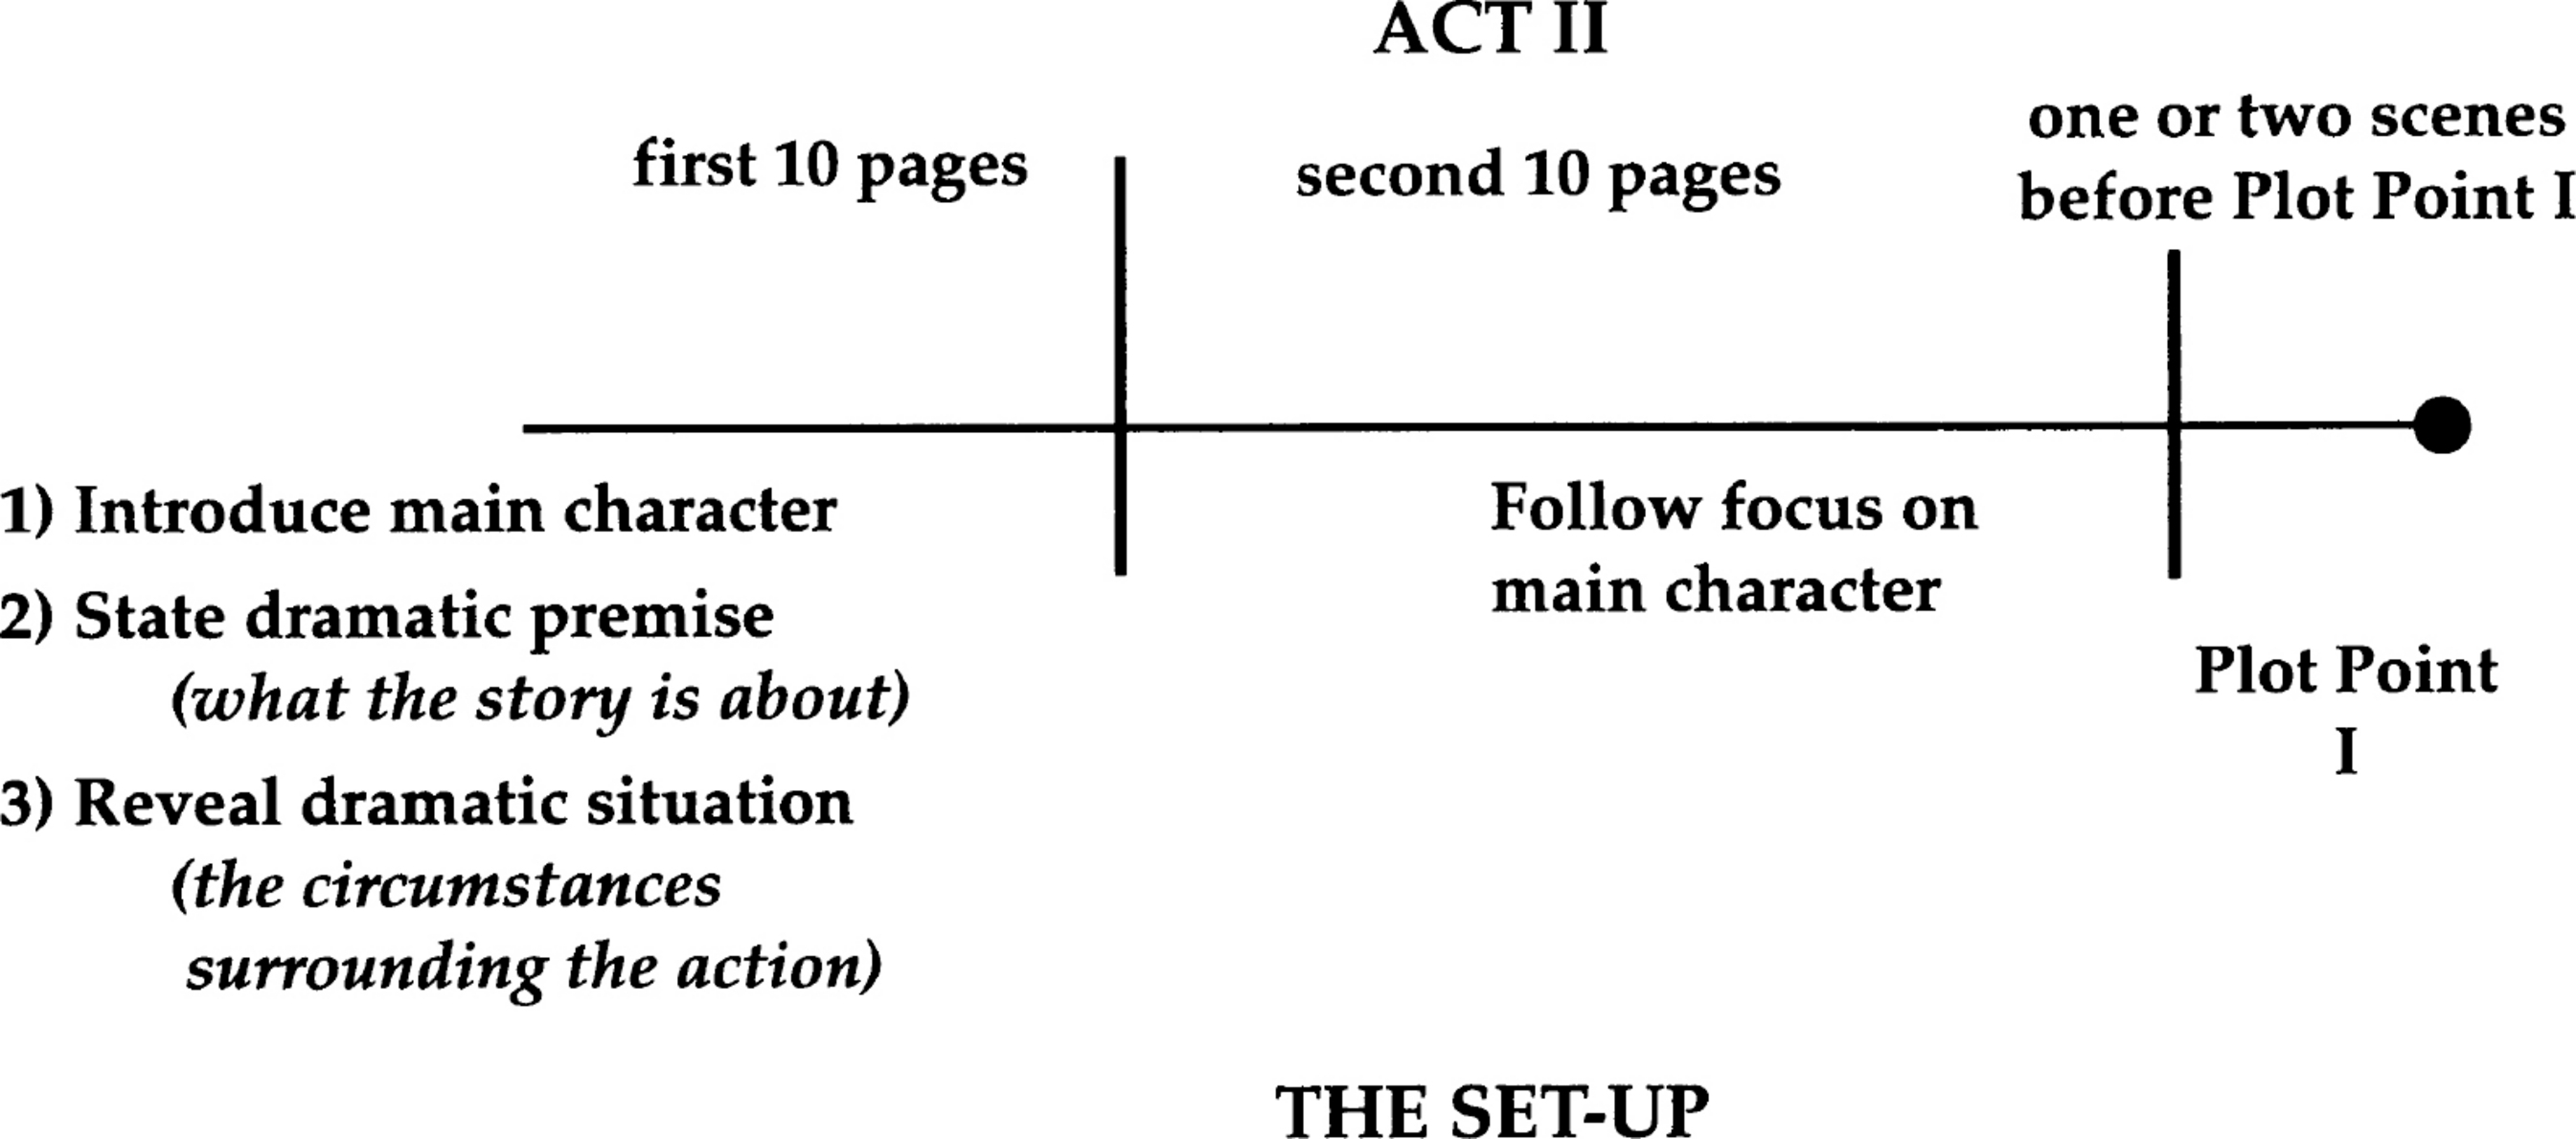 ACT II
first 10 pages
second 10 pages
one or two scenes
before Plot Point I
1) Introduce main character
2) State dramatic premise
(what the story is about)
3) Reveal dramatic situation
(the circumstances
surrounding the action)
Follow focus on
main character
Plot Point
I
THE SET-UP